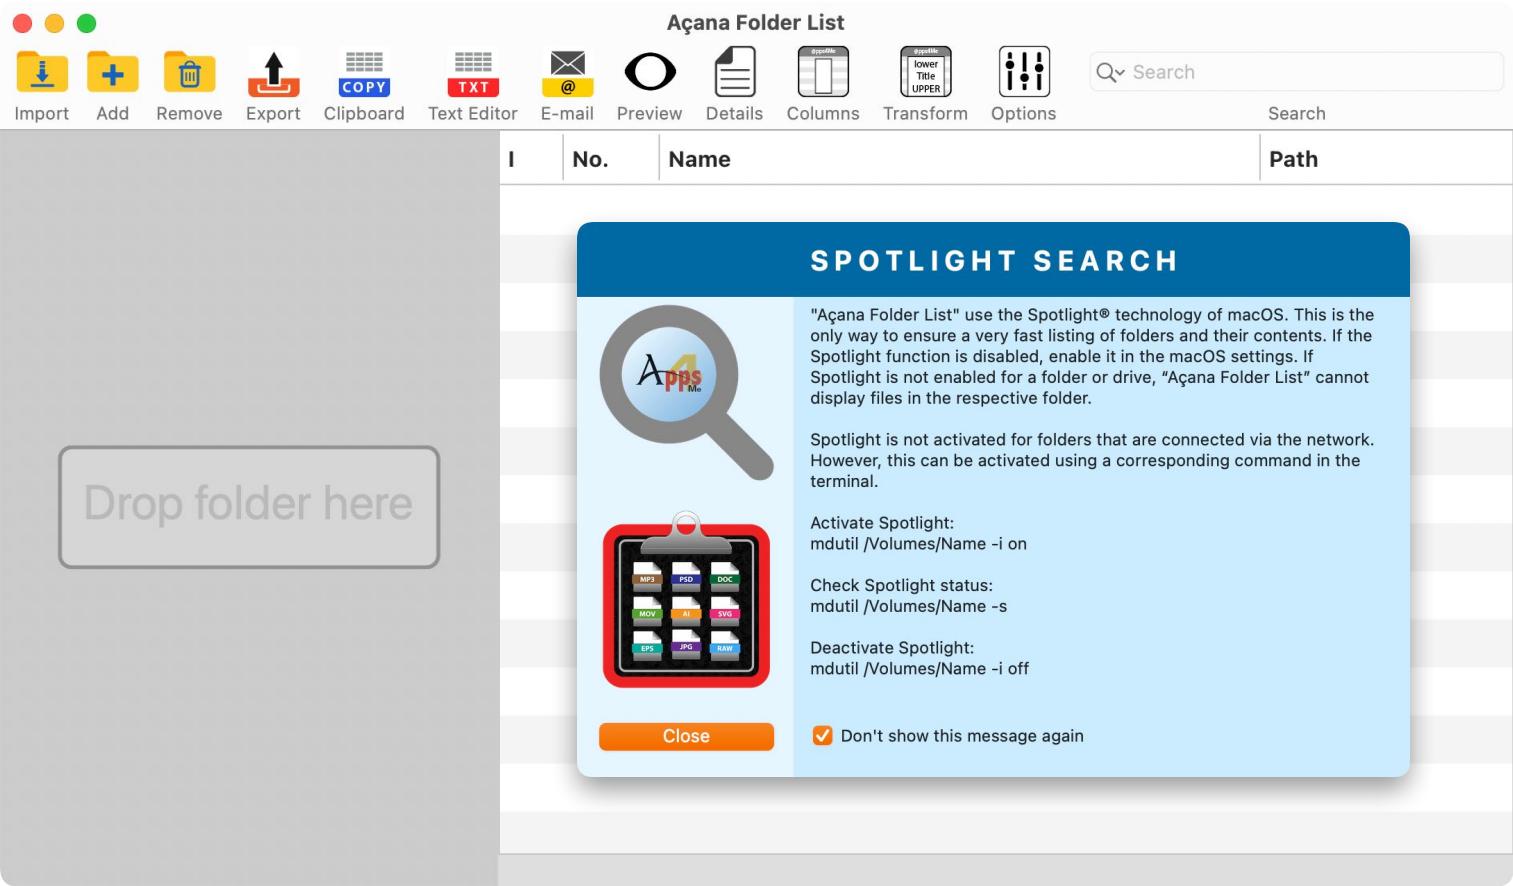 Açana Folder List
COPY
TXT
@
@pps4Me
@pps4Me
lower
Title
UPPER
Search
Import
Add
Remove
Export
Clipboard
Text Editor
E-mail
Preview
Details
Columns
Transform
Options
Search
I
No.
Name
Path
Drop folder here
SPOTLIGHT SEARCH
A4
pps
Me
"Açana Folder List" use the Spotlight® technology of macOS. This is the
only way to ensure a very fast listing of folders and their contents. If the
Spotlight function is disabled, enable it in the macOS settings. If
Spotlight is not enabled for a folder or drive, “Açana Folder List” cannot
display files in the respective folder.
Spotlight is not activated for folders that are connected via the network.
However, this can be activated using a corresponding command in the
terminal.
Activate Spotlight:
mdutil /Volumes/Name -i on
Check Spotlight status:
mdutil /Volumes/Name -s
Deactivate Spotlight:
mdutil /Volumes/Name -i off
MP3
PSD
DOC
MOV
AI
SVG
EPS
JPG
RAW
Close
Don't show this message again